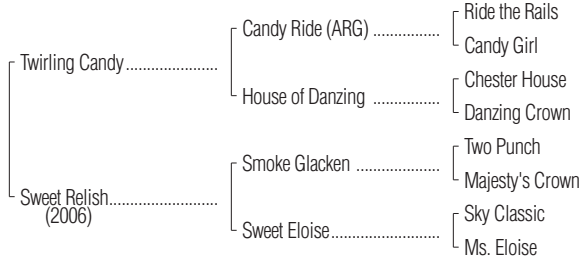 Ride the Rails
Candy Ride (ARG) ................
Candy Girl
Twirling Candy ......................
Chester House
House of Danzing ................
Danzing Crown
Two Punch
Smoke Glacken ....................
Majesty's Crown
Sweet Relish..........................
(2006)
Sky Classic
Sweet Eloise..........................
Ms. Eloise